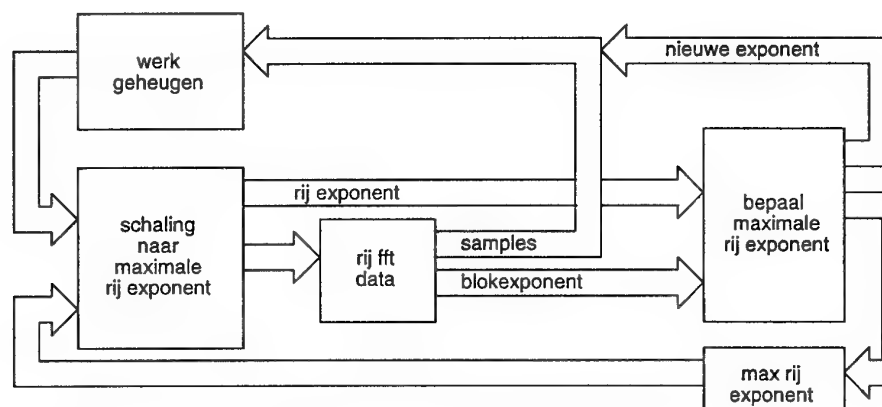 werk
geheugen
nieuwe exponent
schaling
naar
maximale
rij exponent
rij exponent
rij fft
data
samples
blokexponent
bepaal
maximale
rij exponent
max rij
exponent